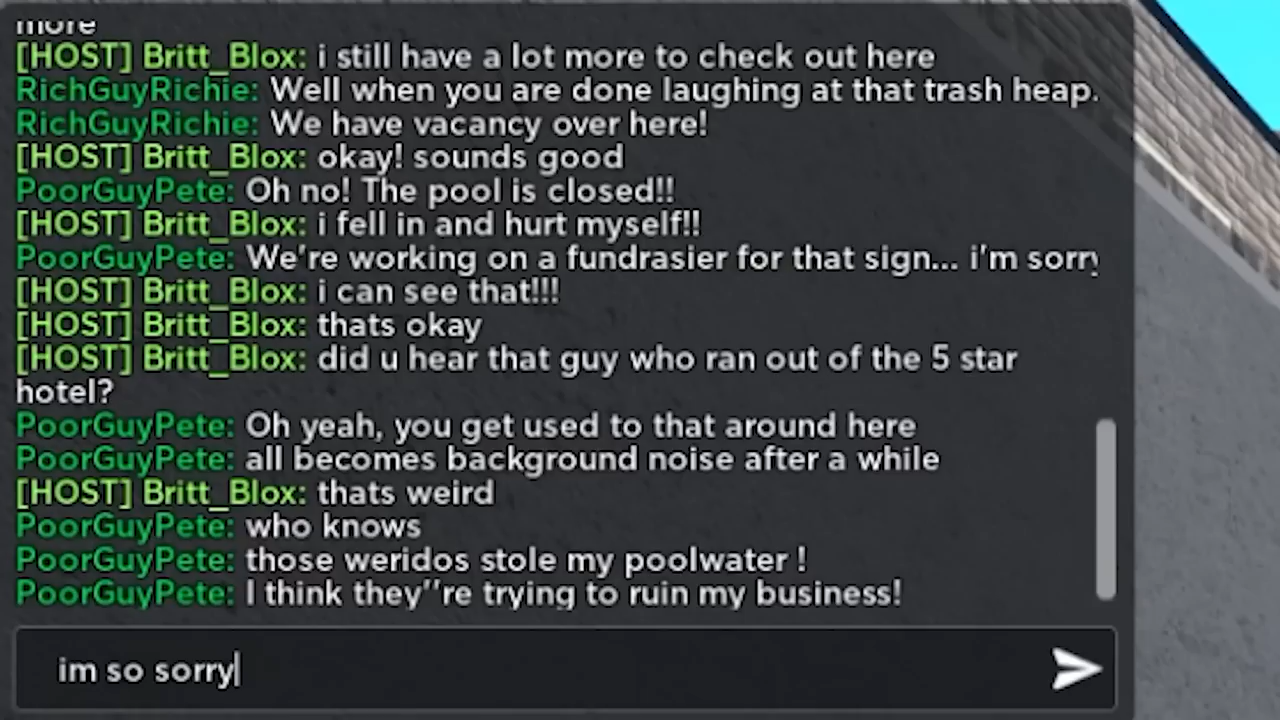 more
[HOST] Britt_Blox: i still have a lot more to check out here
RichGuyRichie: Well when you are done laughing at that trash heap.
RichGuyRichie: We have vacancy over here!
[HOST] Britt_Blox: okay! sounds good
PoorGuyPete: Oh no! The pool is closed!!
[HOST] Britt_Blox: i fell in and hurt myself!!
PoorGuyPete: We're working on a fundrasier for that sign... i'm sorry
[HOST] Britt_Blox: i can see that!!!
[HOST] Britt_Blox: thats okay
[HOST] Britt_Blox: did u hear that guy who ran out of the 5 star
hotel?
PoorGuyPete: Oh yeah, you get used to that around here
PoorGuyPete: all becomes background noise after a while
[HOST] Britt_Blox: thats weird
PoorGuyPete: who knows
PoorGuyPete: those weridos stole my poolwater !
PoorGuyPete: I think they''re trying to ruin my business!
im so sorry